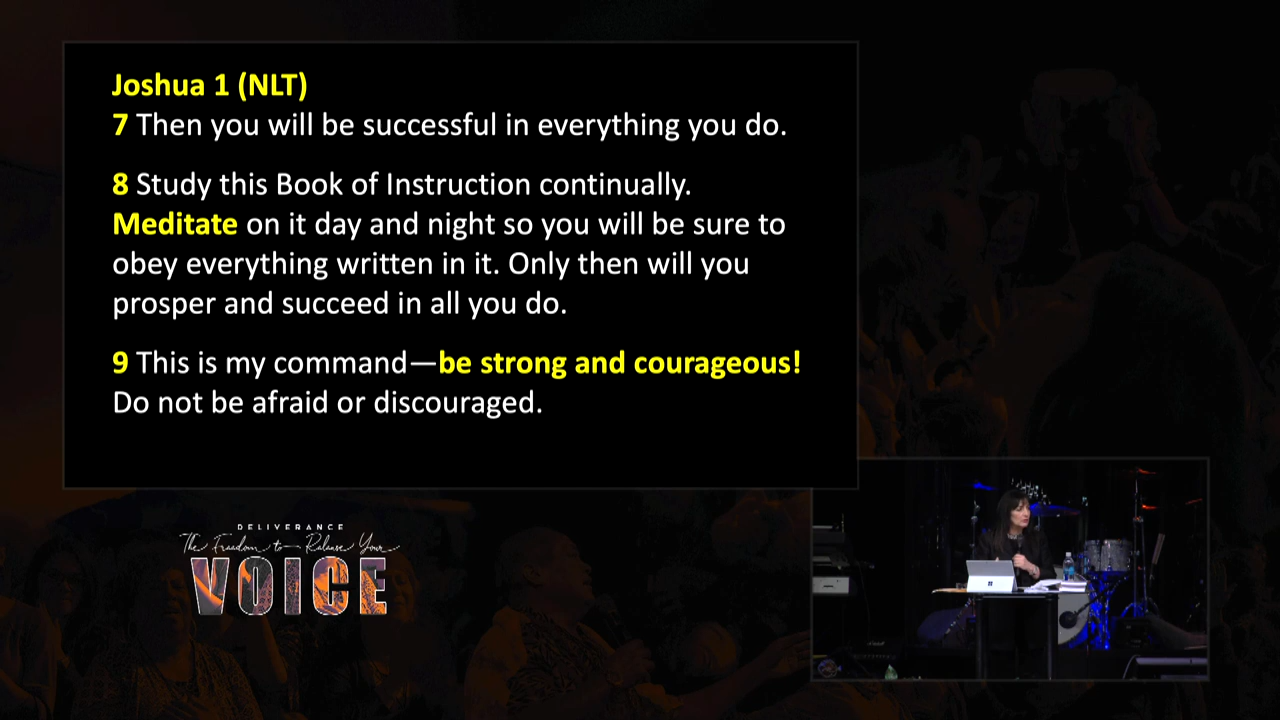 Joshua 1 (NLT)
7 Then you will be successful in everything you do.
8 Study this Book of Instruction continually.
Meditate on it day and night so you will be sure to
obey everything written in it. Only then will you
prosper and succeed in all you do.
9 This is my command—be strong and courageous!
Do not be afraid or discouraged.
DELIVERANCE
The Freedom to Release Your
VOICE